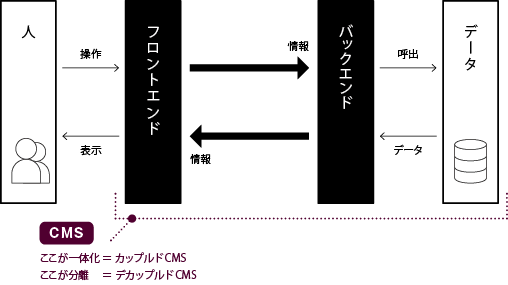 人
操作
表示
フロントエンド
情報
情報
バックエンド
呼出
データ
データ
CMS
ここが一体化 = カップルドCMS
ここが分離 = デカップルドCMS